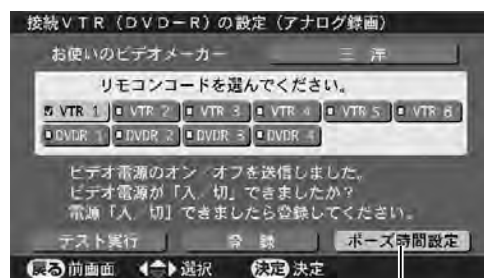 接続VTR（DVD－R）の設定（アナログ録画）
お使いのビデオメーカー 三 洋
リモコンコードを選んでください。
VTR 1 VTR 2 VTR 3 VTR 4 VTR 5 VTR 6
DVDR 1 DVDR 2 DVDR 3 DVDR 4
ビデオ電源のオン／オフを送信しました。
ビデオ電源が「入／切」できましたか？
電源「入／切」できましたら登録してください。
テスト実行 登 録 ポーズ時間設定
戻る 前画面 選択 決定 決定